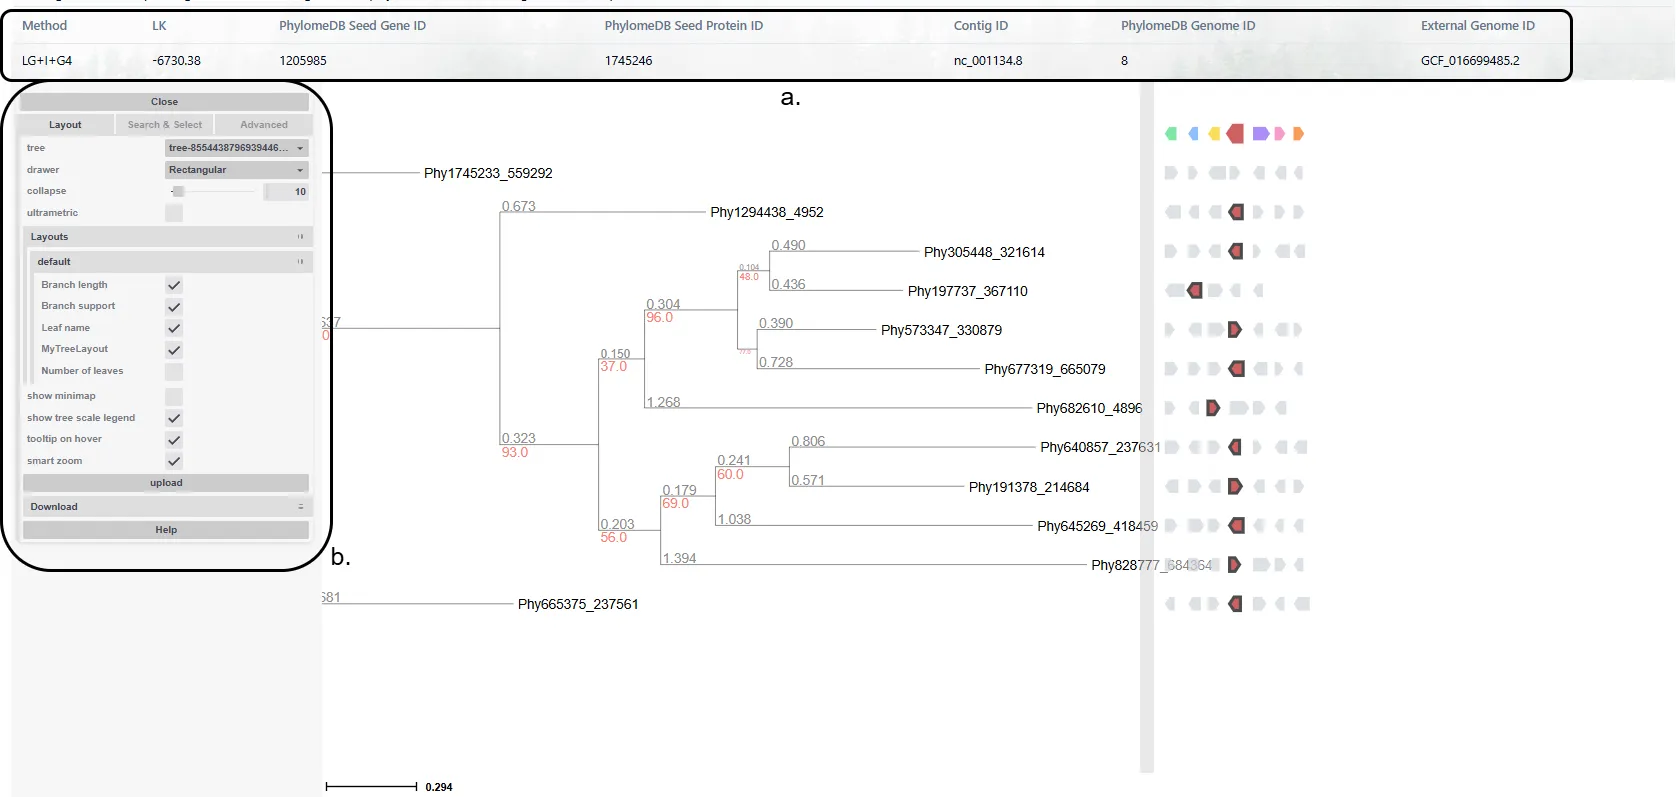 Method LK PhylomeDB Seed Gene ID PhylomeDB Seed Protein ID Contig ID PhylomeDB Genome ID External Genome ID
LG+I+G4 -6730.38 1205985 1745246 nc_001134.8 8 GCF_016699485.2
a.
Close
Layout Search & Select Advanced
tree tree-8554438796939446...
drawer Rectangular
collapse 10
ultrametric
Layouts
default
Branch length
Branch support
Leaf name
MyTreeLayout
Number of leaves
show minimap
show tree scale legend
tooltip on hover
smart zoom
upload
Download
Help
b.
Phy1745233_559292
0.673
Phy1294438_4952
0.490
Phy305448_321614
0.104
48.0
0.436
Phy197737_367110
0.304
96.0
0.390
Phy573347_330879
0.150
37.0
0.728
Phy677319_665079
1.268
Phy682610_4896
0.323
93.0
0.806
Phy640857_237631
0.241
60.0
0.571
Phy191378_214684
0.179
69.0
1.038
Phy645269_418459
0.203
56.0
1.394
Phy828777_684364
681
Phy665375_237561
0.294